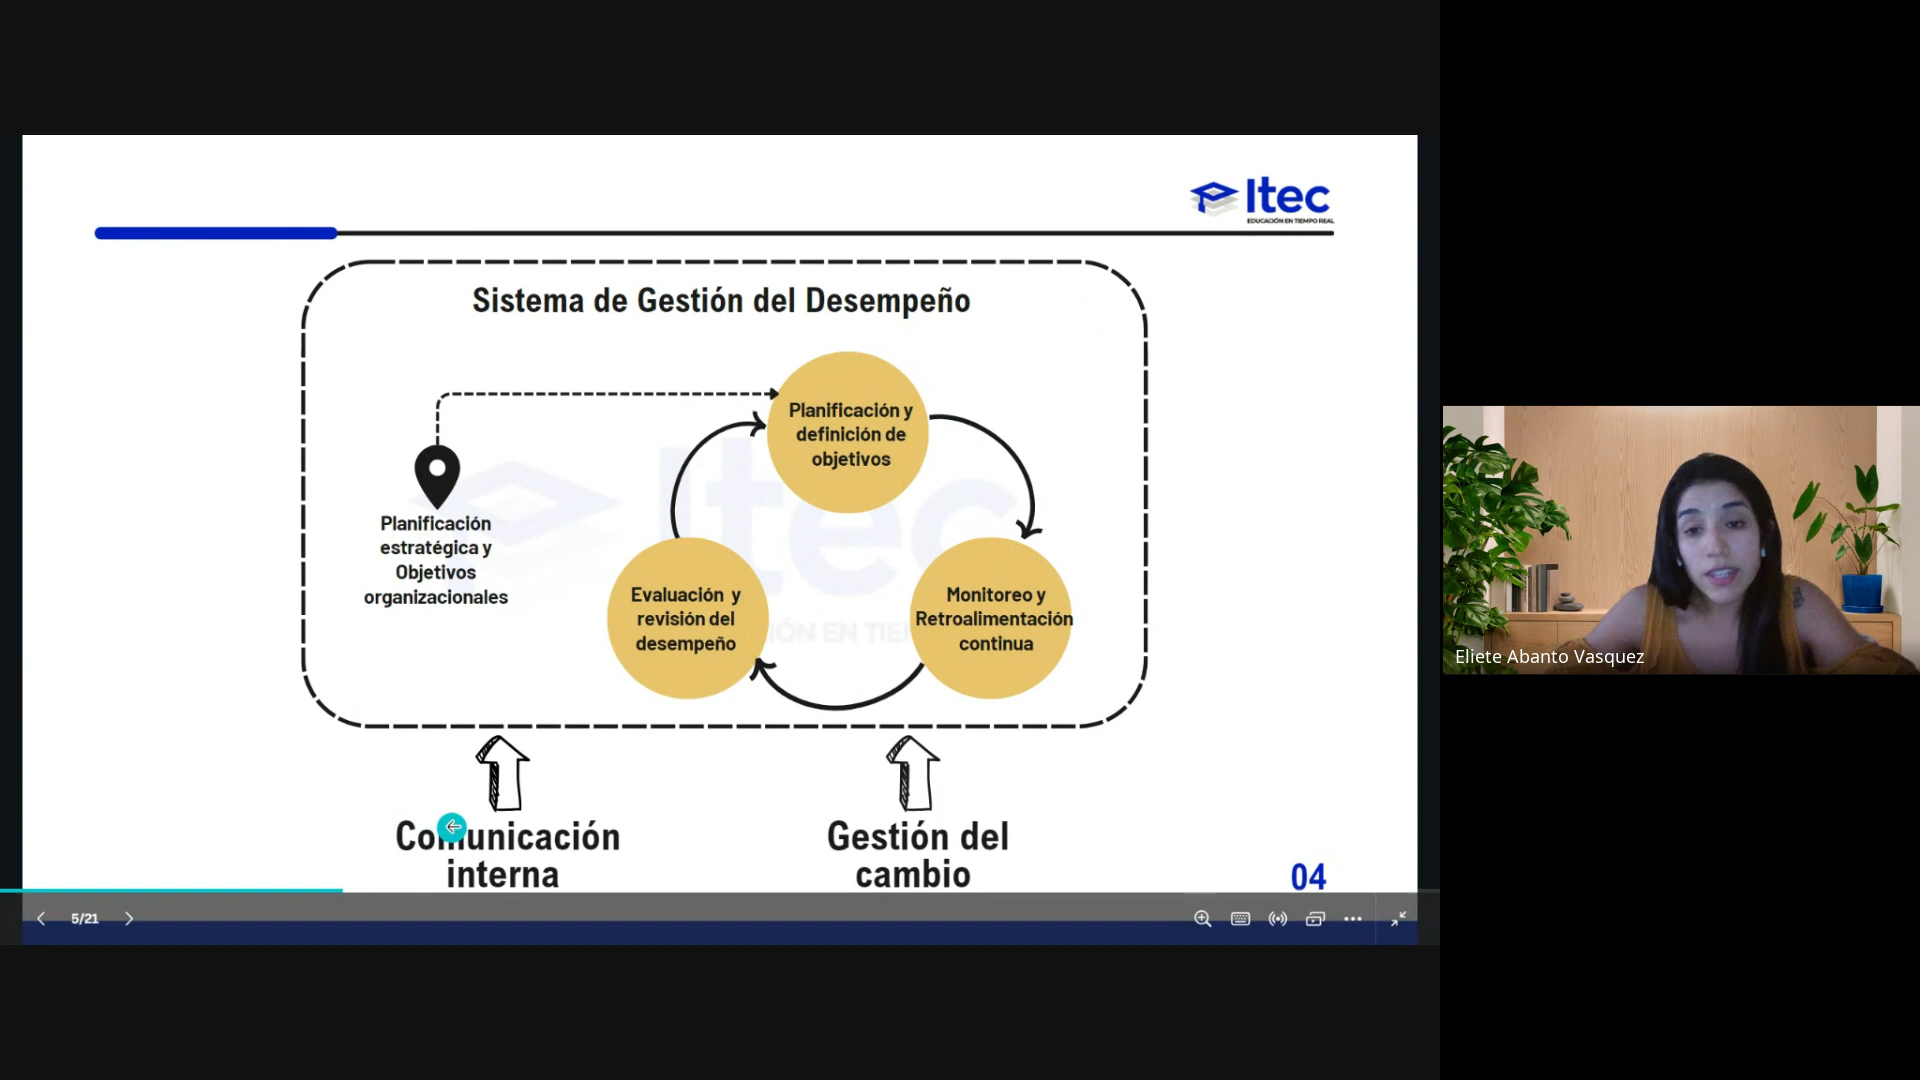 Itec
EDUCACIÓN EN TIEMPO REAL
Sistema de Gestión del Desempeño
Planificación y
definición de
objetivos
Planificación
estratégica y
Objetivos
organizacionales
Evaluación y
revisión del
desempeño
Monitoreo y
Retroalimentación
continua
Comunicación
interna
Gestión del
cambio
04
5/21
Eliete Abanto Vasquez